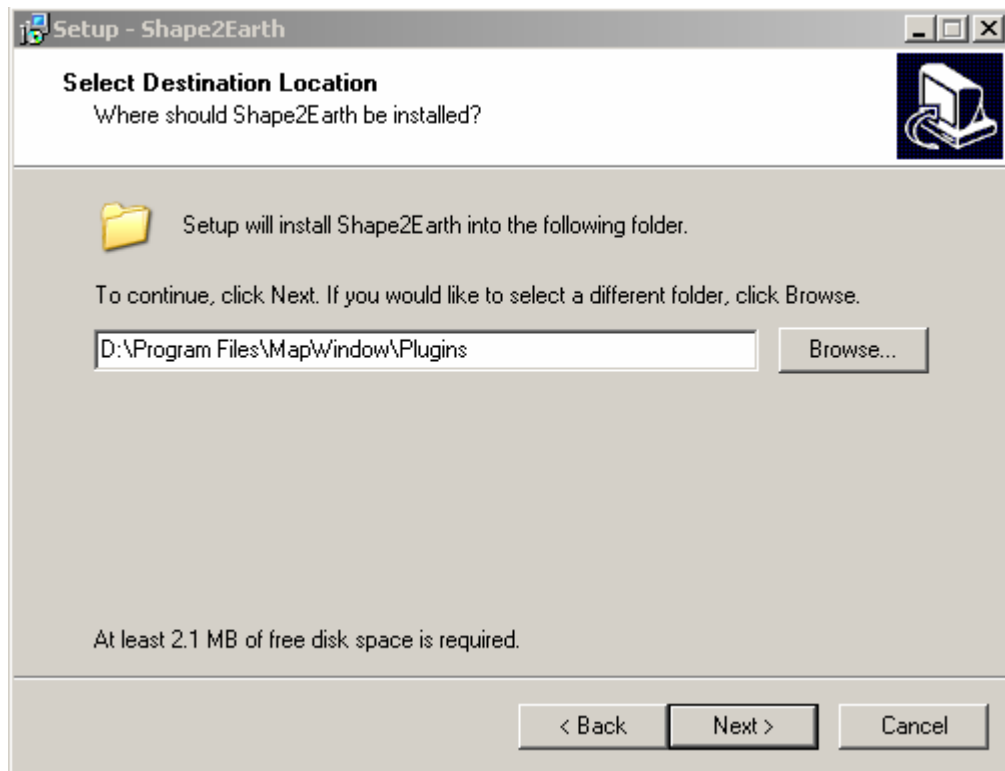 Setup - Shape2Earth
Select Destination Location
Where should Shape2Earth be installed?
Setup will install Shape2Earth into the following folder.
To continue, click Next. If you would like to select a different folder, click Browse.
D:\Program Files\MapWindow\Plugins
Browse...
At least 2.1 MB of free disk space is required.
< Back
Next >
Cancel